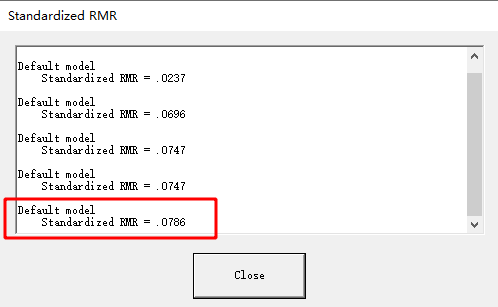 Standardized RMR
Default model
Standardized RMR = .0237
Default model
Standardized RMR = .0696
Default model
Standardized RMR = .0747
Default model
Standardized RMR = .0747
Default model
Standardized RMR = .0786
Close